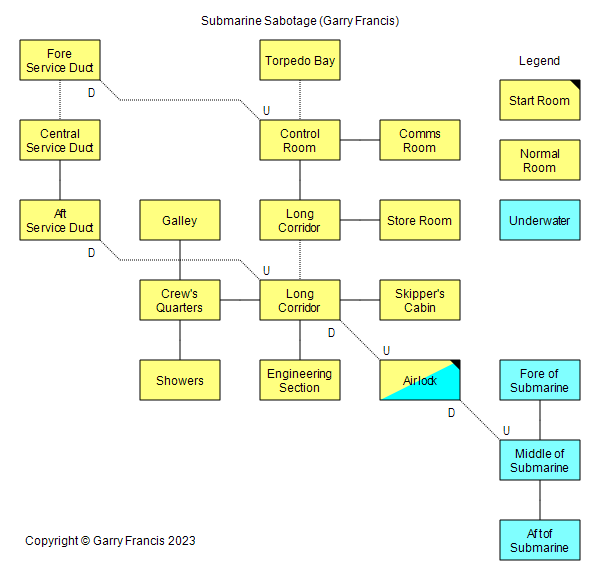 Submarine Sabotage (Garry Francis)
Fore
Service Duct
Torpedo Bay
Legend
D
U
Start Room
Central
Service Duct
Control
Room
Comms
Room
Normal
Room
Aft
Service Duct
Galley
Long
Corridor
Store Room
Underwater
D
U
Crew's
Quarters
Long
Corridor
Skipper's
Cabin
D
U
Showers
Engineering
Section
Airlock
Fore of
Submarine
D
U
Middle of
Submarine
Aft of
Submarine
Copyright © Garry Francis 2023